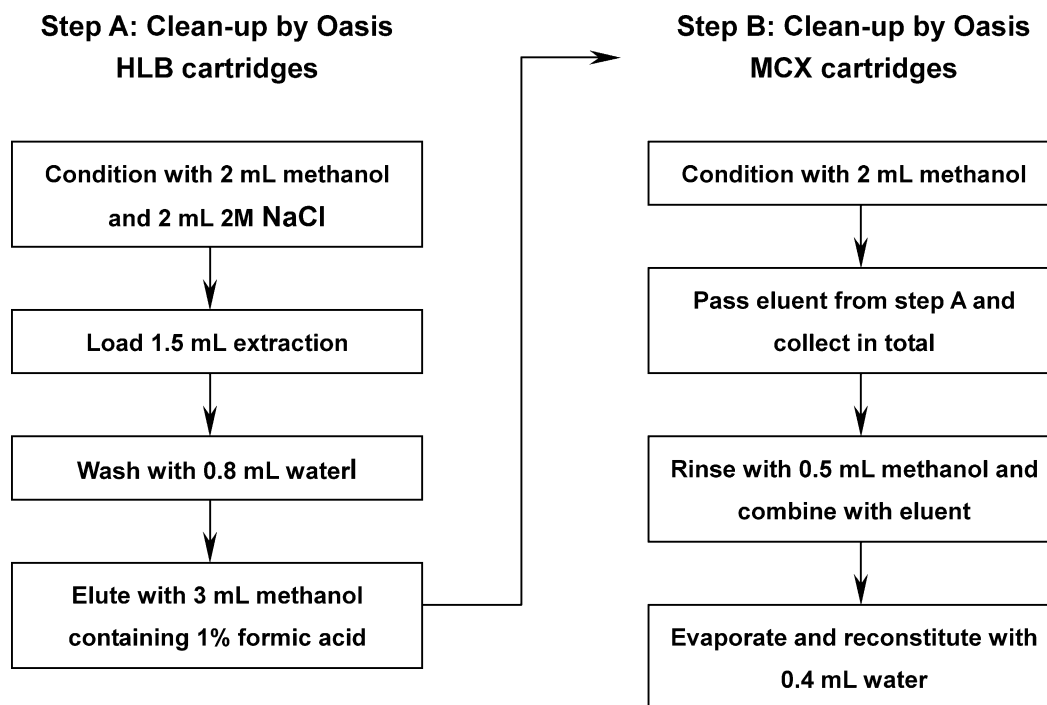 Step A: Clean-up by Oasis
HLB cartridges
Condition with 2 mL methanol
and 2 mL 2M NaCl
Load 1.5 mL extraction
Wash with 0.8 mL waterl
Elute with 3 mL methanol
containing 1% formic acid
Step B: Clean-up by Oasis
MCX cartridges
Condition with 2 mL methanol
Pass eluent from step A and
collect in total
Rinse with 0.5 mL methanol and
combine with eluent
Evaporate and reconstitute with
0.4 mL water